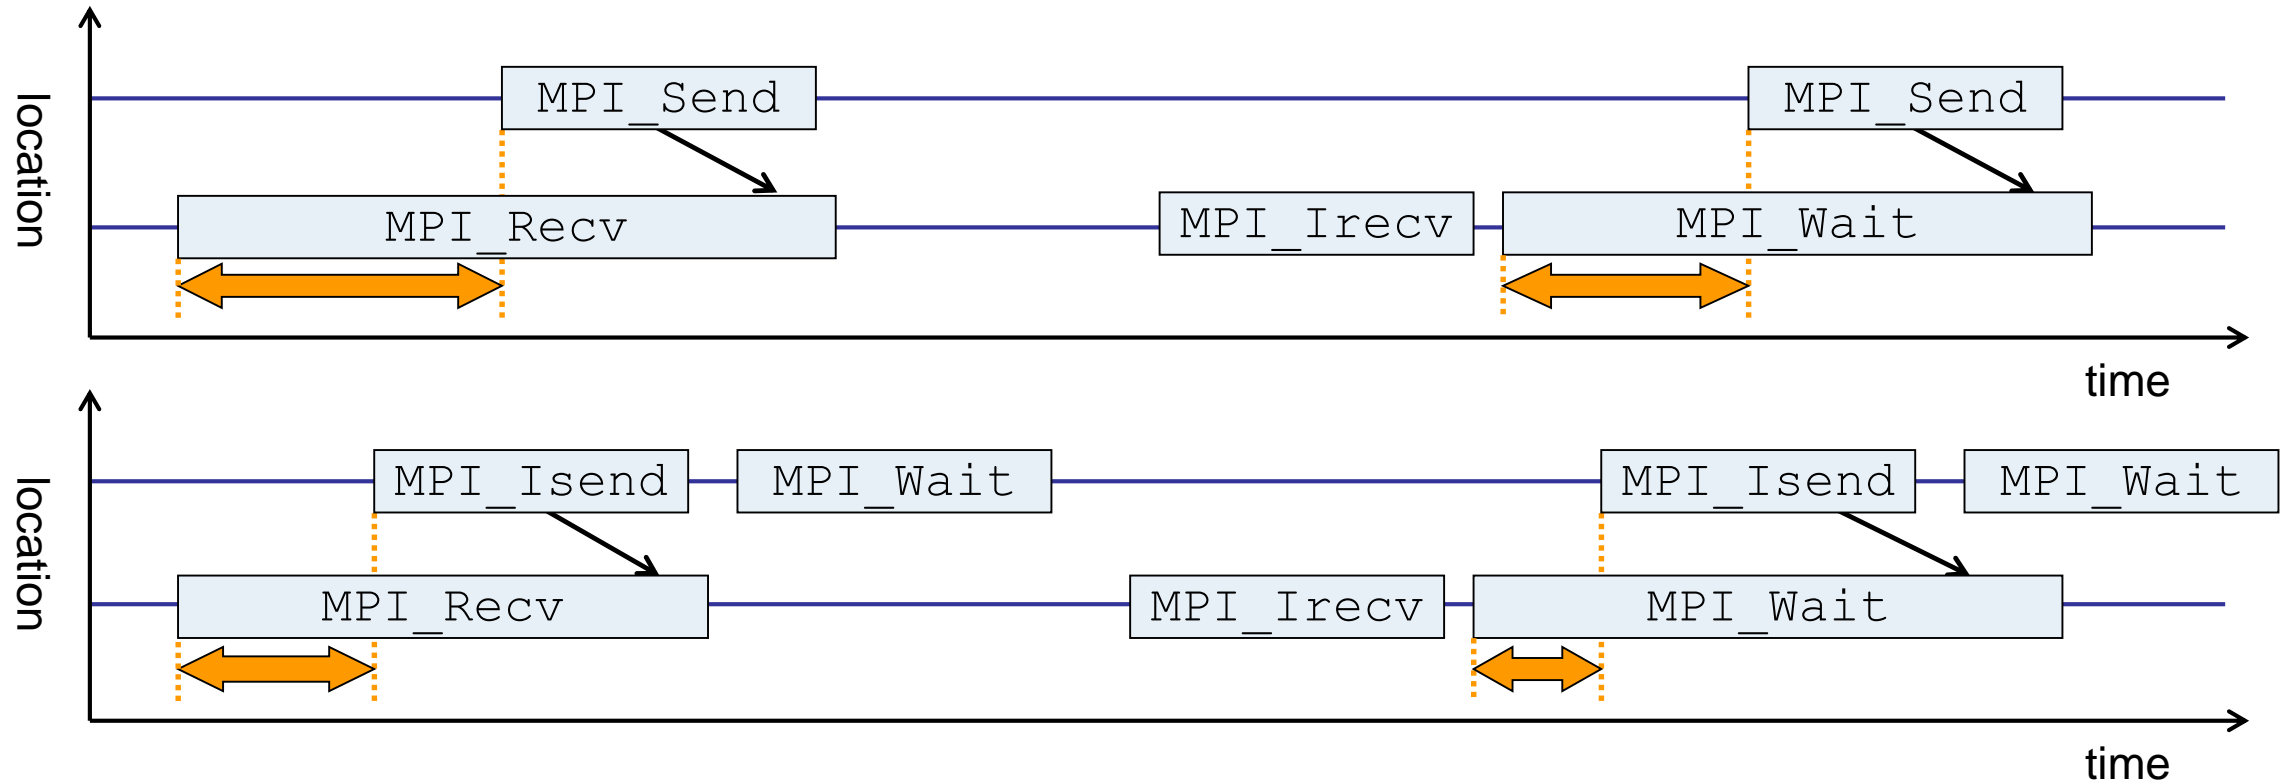 location
MPI_Send
MPI_Send
MPI_Recv
MPI_Irecv
MPI_Wait
time
location
MPI_Isend
MPI_Wait
MPI_Isend
MPI_Wait
MPI_Recv
MPI_Irecv
MPI_Wait
time